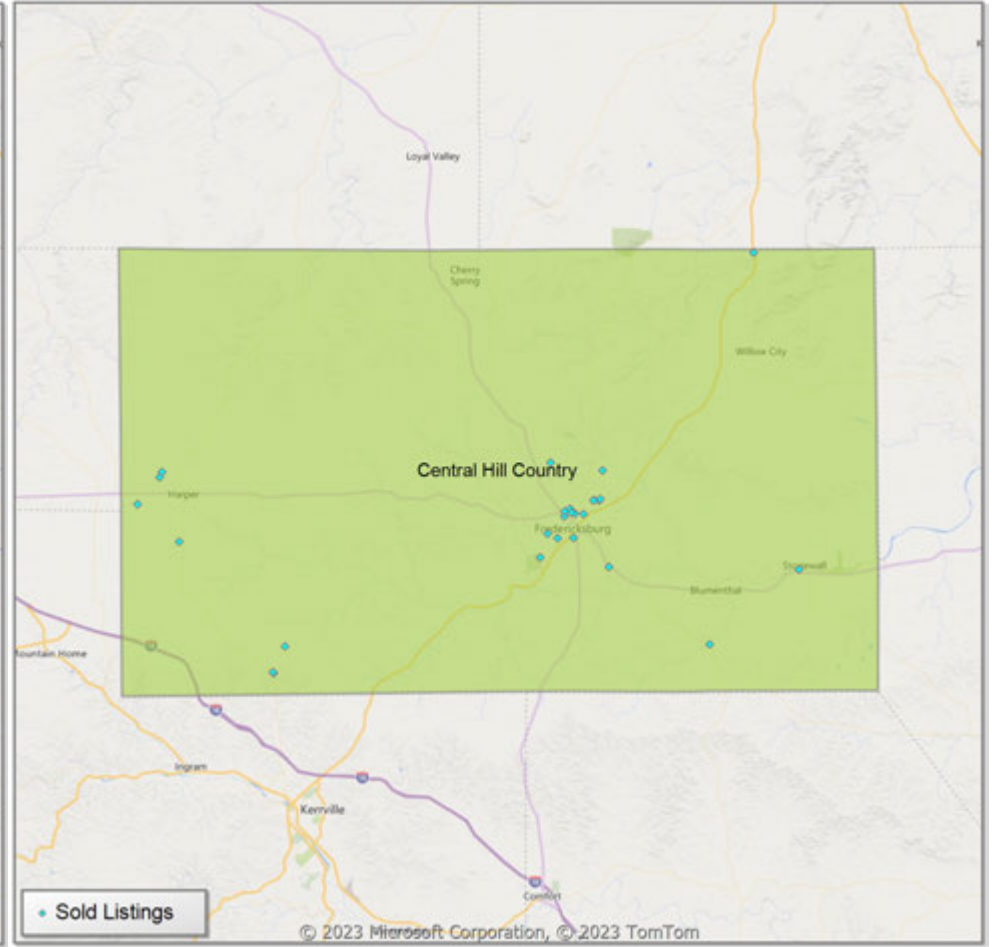 Loyal Valley
Cherry
Spring
Willow City
Central Hill Country
Harper
Fredericksburg
Stonewall
Blumenthal
Mountain Home
Ingram
Kerrville
Comfort
Sold Listings
© 2023 Microsoft Corporation, © 2023 TomTom